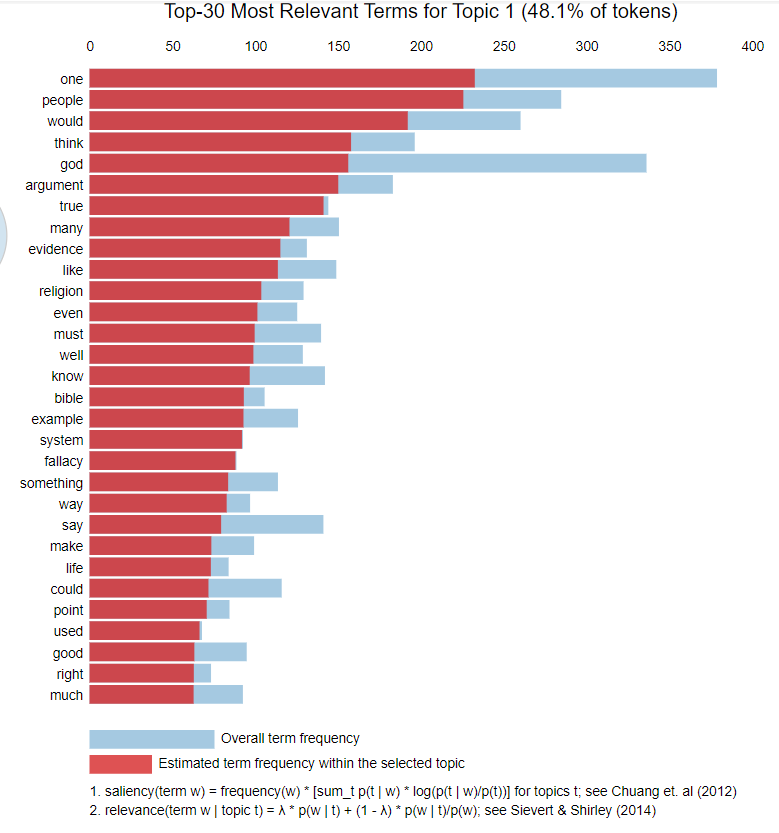 Top-30 Most Relevant Terms for Topic 1 (48.1% of tokens)
0 50 100 150 200 250 300 350 400
one
people
would
think
god
argument
true
many
evidence
like
religion
even
must
well
know
bible
example
system
fallacy
something
way
say
make
life
could
point
used
good
right
much
Overall term frequency
Estimated term frequency within the selected topic
1. saliency(term w) = frequency(w) * [sum_t p(t | w) * log(p(t | w)/p(t))] for topics t; see Chuang et. al (2012)
2. relevance(term w | topic t) = λ * p(w | t) + (1 - λ) * p(w | t)/p(w); see Sievert & Shirley (2014)